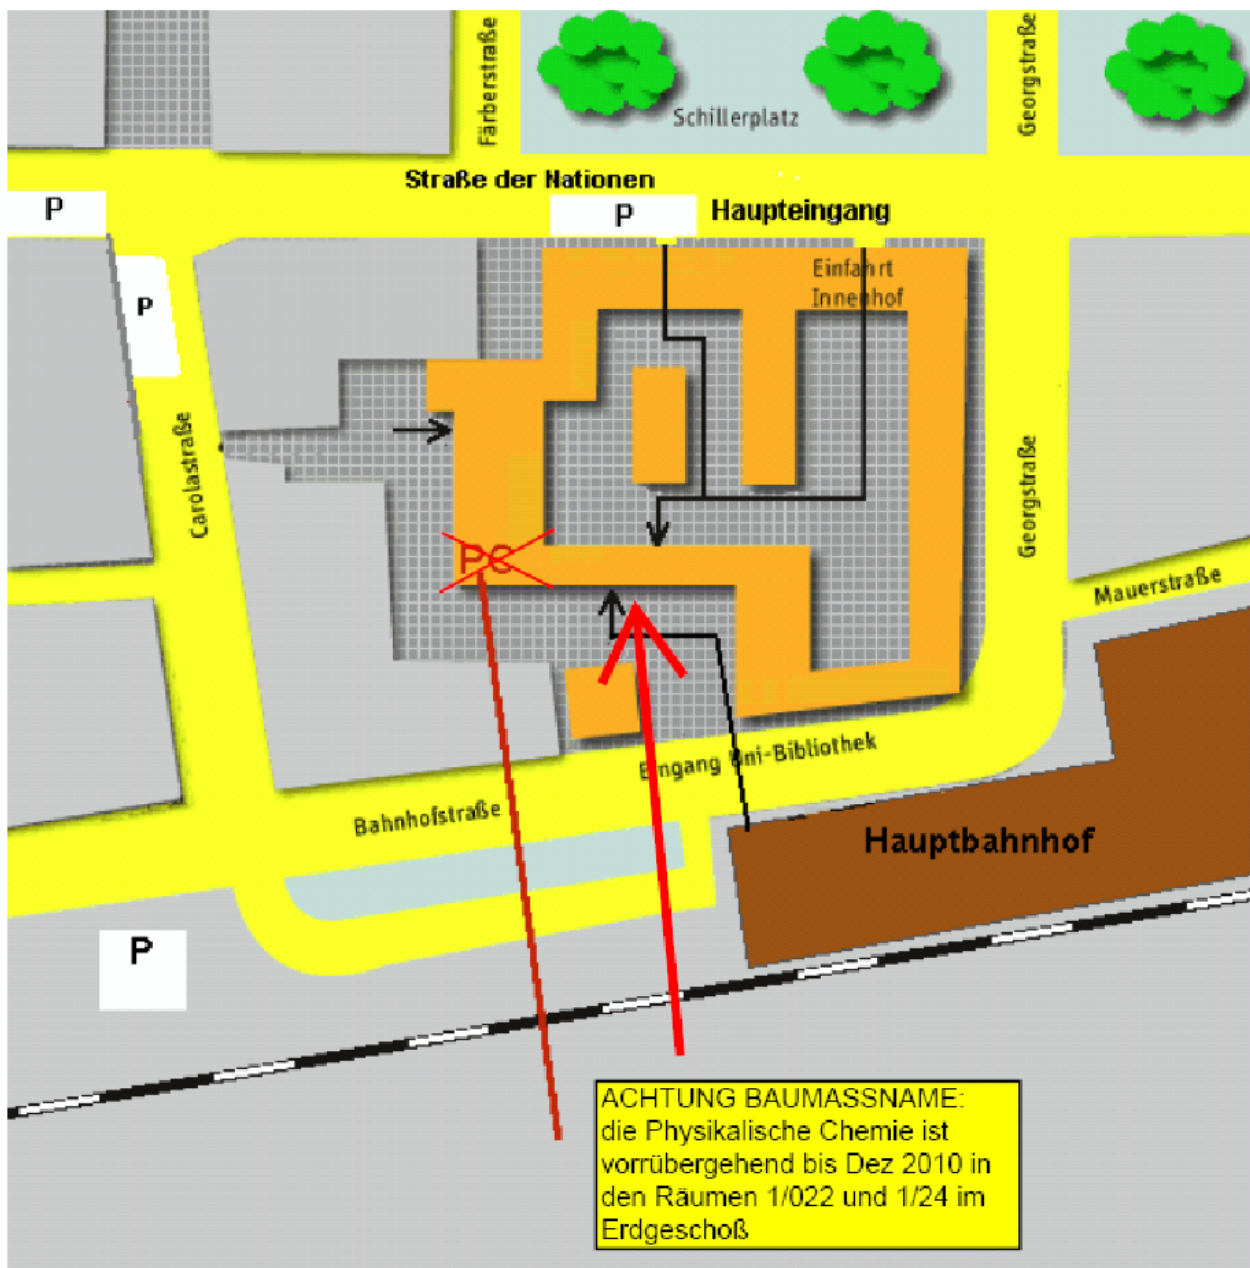 Färberstraße
Schillerplatz
Georgstraße
Straße der Nationen
P
P
Haupteingang
Einfahrt
Innenhof
P
Carolastraße
Georgstraße
PC
Mauerstraße
Eingang Uni-Bibliothek
Bahnhofstraße
Hauptbahnhof
P
ACHTUNG BAUMASSNAME:
die Physikalische Chemie ist
vorrübergehend bis Dez 2010 in
den Räumen 1/022 und 1/24 im
Erdgeschoß